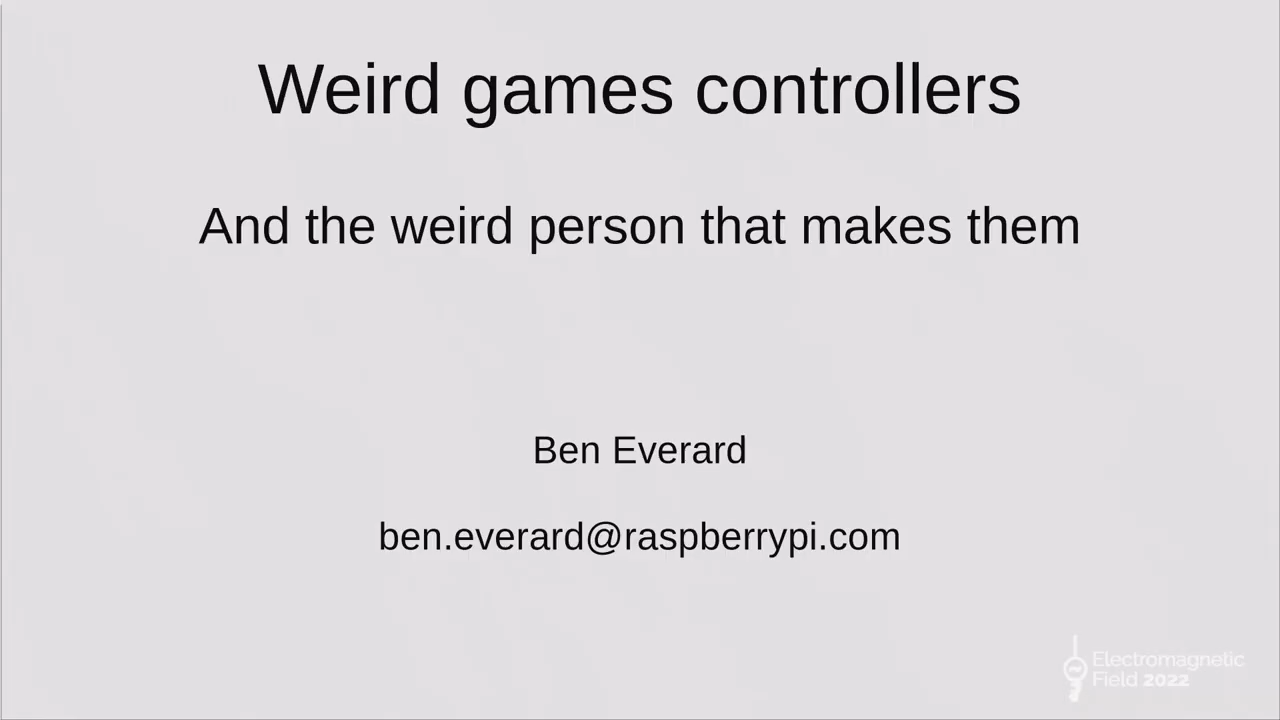 Weird games controllers
And the weird person that makes them
Ben Everard
ben.everard@raspberrypi.com
Electromagnetic
Field 2022